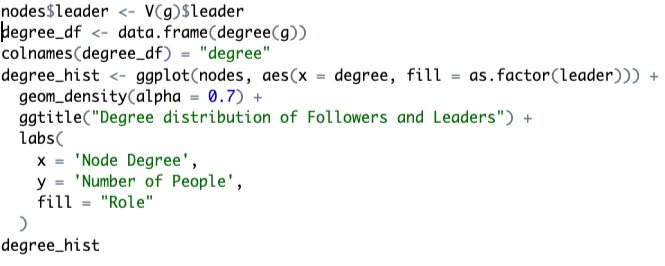 nodes$leader <- V(g)$leader
degree_df <- data.frame(degree(g))
colnames(degree_df) = "degree"
degree_hist <- ggplot(nodes, aes(x = degree, fill = as.factor(leader))) +
  geom_density(alpha = 0.7) +
  ggtitle("Degree distribution of Followers and Leaders") +
  labs(
    x = 'Node Degree',
    y = 'Number of People',
    fill = "Role"
  )
degree_hist